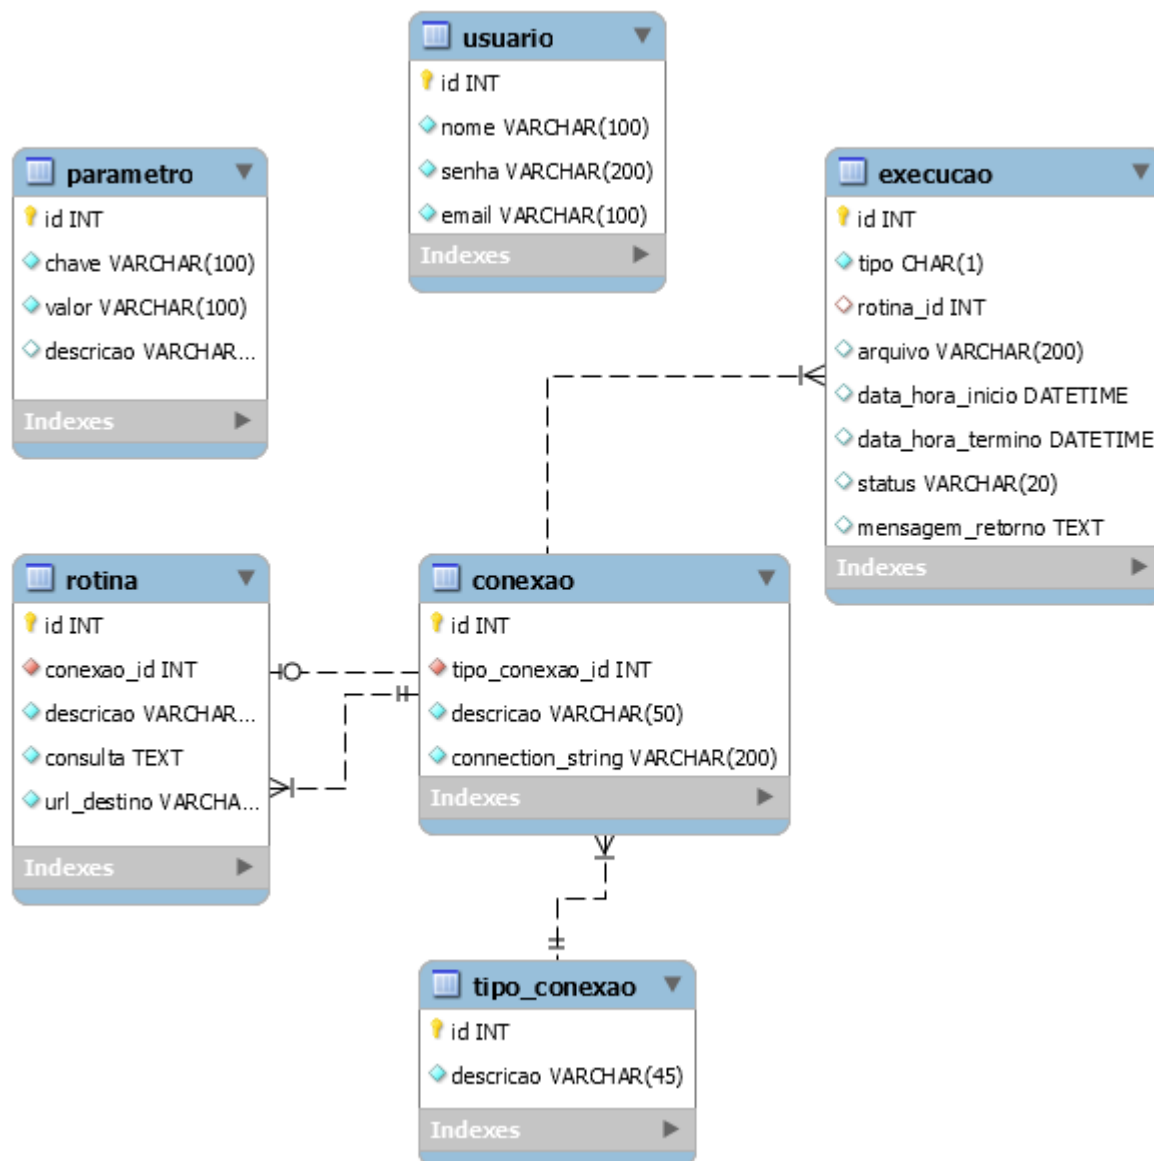 usuario
id INT
nome VARCHAR(100)
senha VARCHAR(200)
email VARCHAR(100)
Indexes
parametro
id INT
chave VARCHAR(100)
valor VARCHAR(100)
descricao VARCHAR...
Indexes
execucao
id INT
tipo CHAR(1)
rotina_id INT
arquivo VARCHAR(200)
data_hora_inicio DATETIME
data_hora_termino DATETIME
status VARCHAR(20)
mensagem_retorno TEXT
Indexes
rotina
id INT
conexao_id INT
descricao VARCHAR...
consulta TEXT
url_destino VARCHA...
Indexes
conexao
id INT
tipo_conexao_id INT
descricao VARCHAR(50)
connection_string VARCHAR(200)
Indexes
tipo_conexao
id INT
descricao VARCHAR(45)
Indexes